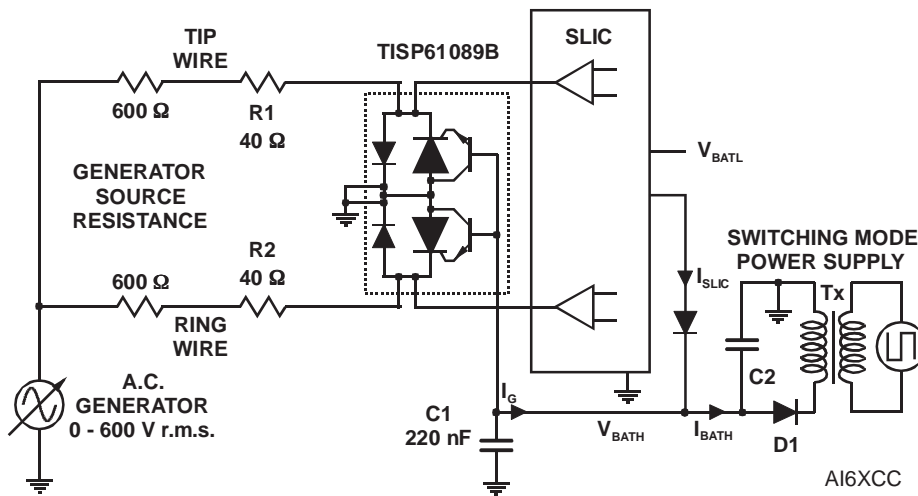 TIP
WIRE
600 Ω
R1
40 Ω
TISP61089B
SLIC
V_BATL
GENERATOR
SOURCE
RESISTANCE
R2
40 Ω
600 Ω
RING
WIRE
A.C.
GENERATOR
0 - 600 V r.m.s.
SWITCHING MODE
POWER SUPPLY
I_SLIC
Tx
C2
C1
220 nF
I_G
V_BATH
I_BATH
D1
AI6XCC